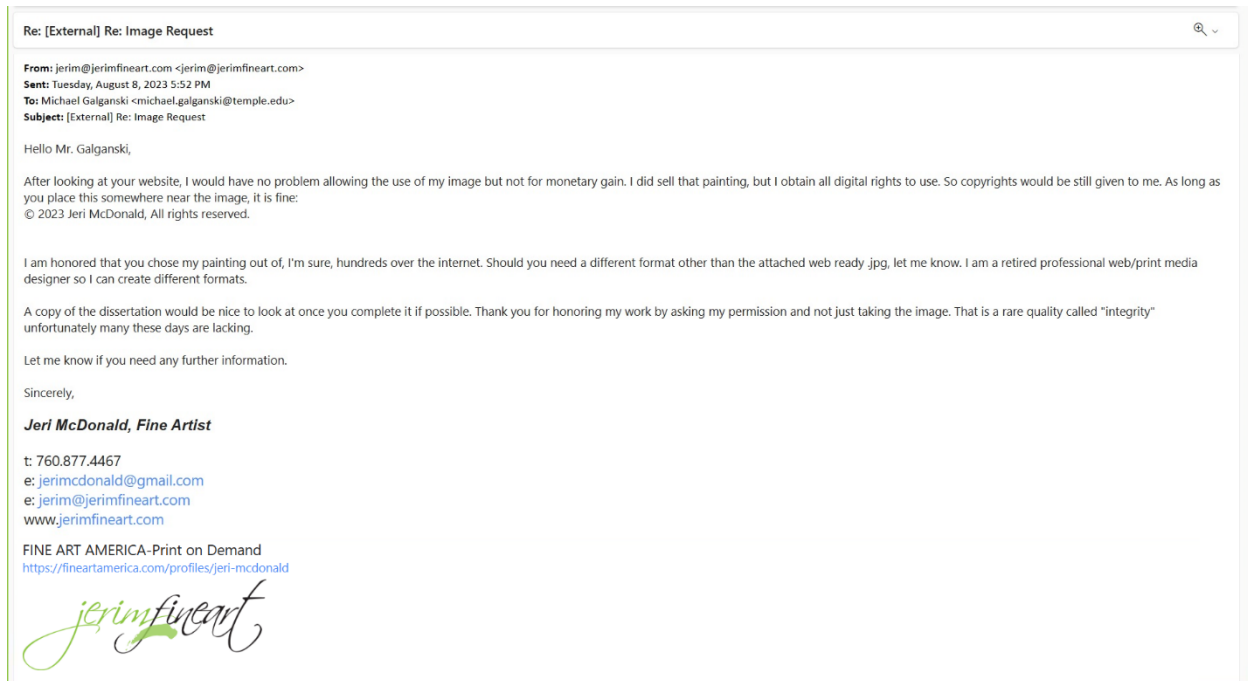 Re: [External] Re: Image Request
From: jerim@jerimfineart.com <jerim@jerimfineart.com>
Sent: Tuesday, August 8, 2023 5:52 PM
To: Michael Galganski <michael.galganski@temple.edu>
Subject: [External] Re: Image Request
Hello Mr. Galganski,
After looking at your website, I would have no problem allowing the use of my image but not for monetary gain. I did sell that painting, but I obtain all digital rights to use. So copyrights would be still given to me. As long as
you place this somewhere near the image, it is fine:
© 2023 Jeri McDonald, All rights reserved.
I am honored that you chose my painting out of, I'm sure, hundreds over the internet. Should you need a different format other than the attached web ready .jpg, let me know. I am a retired professional web/print media
designer so I can create different formats.
A copy of the dissertation would be nice to look at once you complete it if possible. Thank you for honoring my work by asking my permission and not just taking the image. That is a rare quality called "integrity"
unfortunately many these days are lacking.
Let me know if you need any further information.
Sincerely,
Jeri McDonald, Fine Artist
t: 760.877.4467
e: jerimcdonald@gmail.com
e: jerim@jerimfineart.com
www.jerimfineart.com
FINE ART AMERICA-Print on Demand
https://fineartamerica.com/profiles/jeri-mcdonald
jerimfineart